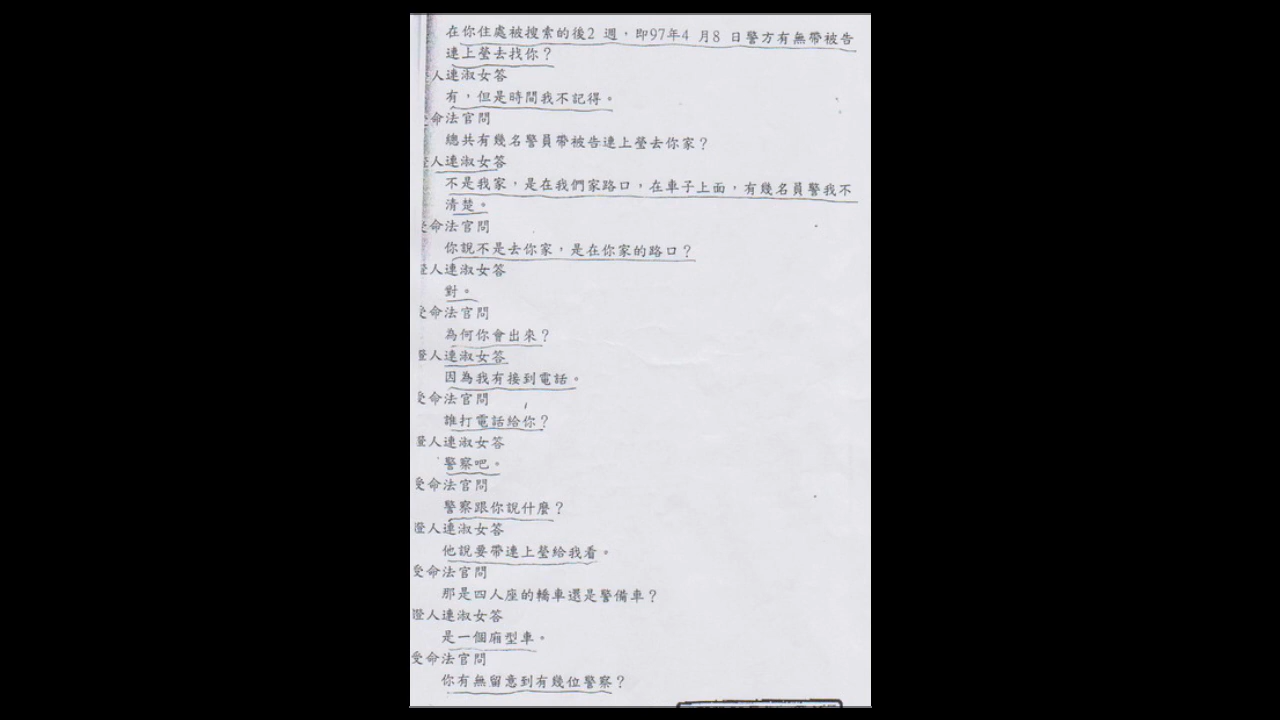 在你住處被搜索的後2 週，即97年4 月8 日警方有無帶被告
連上瑩去找你？
人連淑女答
有，但是時間我不記得。
命法官問
總共有幾名警員帶被告連上瑩去你家？
人連淑女答
不是我家，是在我們家路口，在車子上面，有幾名員警我不
清楚。
受命法官問
你說不是去你家，是在你家的路口？
證人連淑女答
對。
受命法官問
為何你會出來？
證人連淑女答
因為我有接到電話。
受命法官問
誰打電話給你？
證人連淑女答
警察吧。
受命法官問
警察跟你說什麼？
證人連淑女答
他說要帶連上瑩給我看。
受命法官問
那是四人座的轎車還是警備車？
證人連淑女答
是一個廂型車。
受命法官問
你有無留意到有幾位警察？